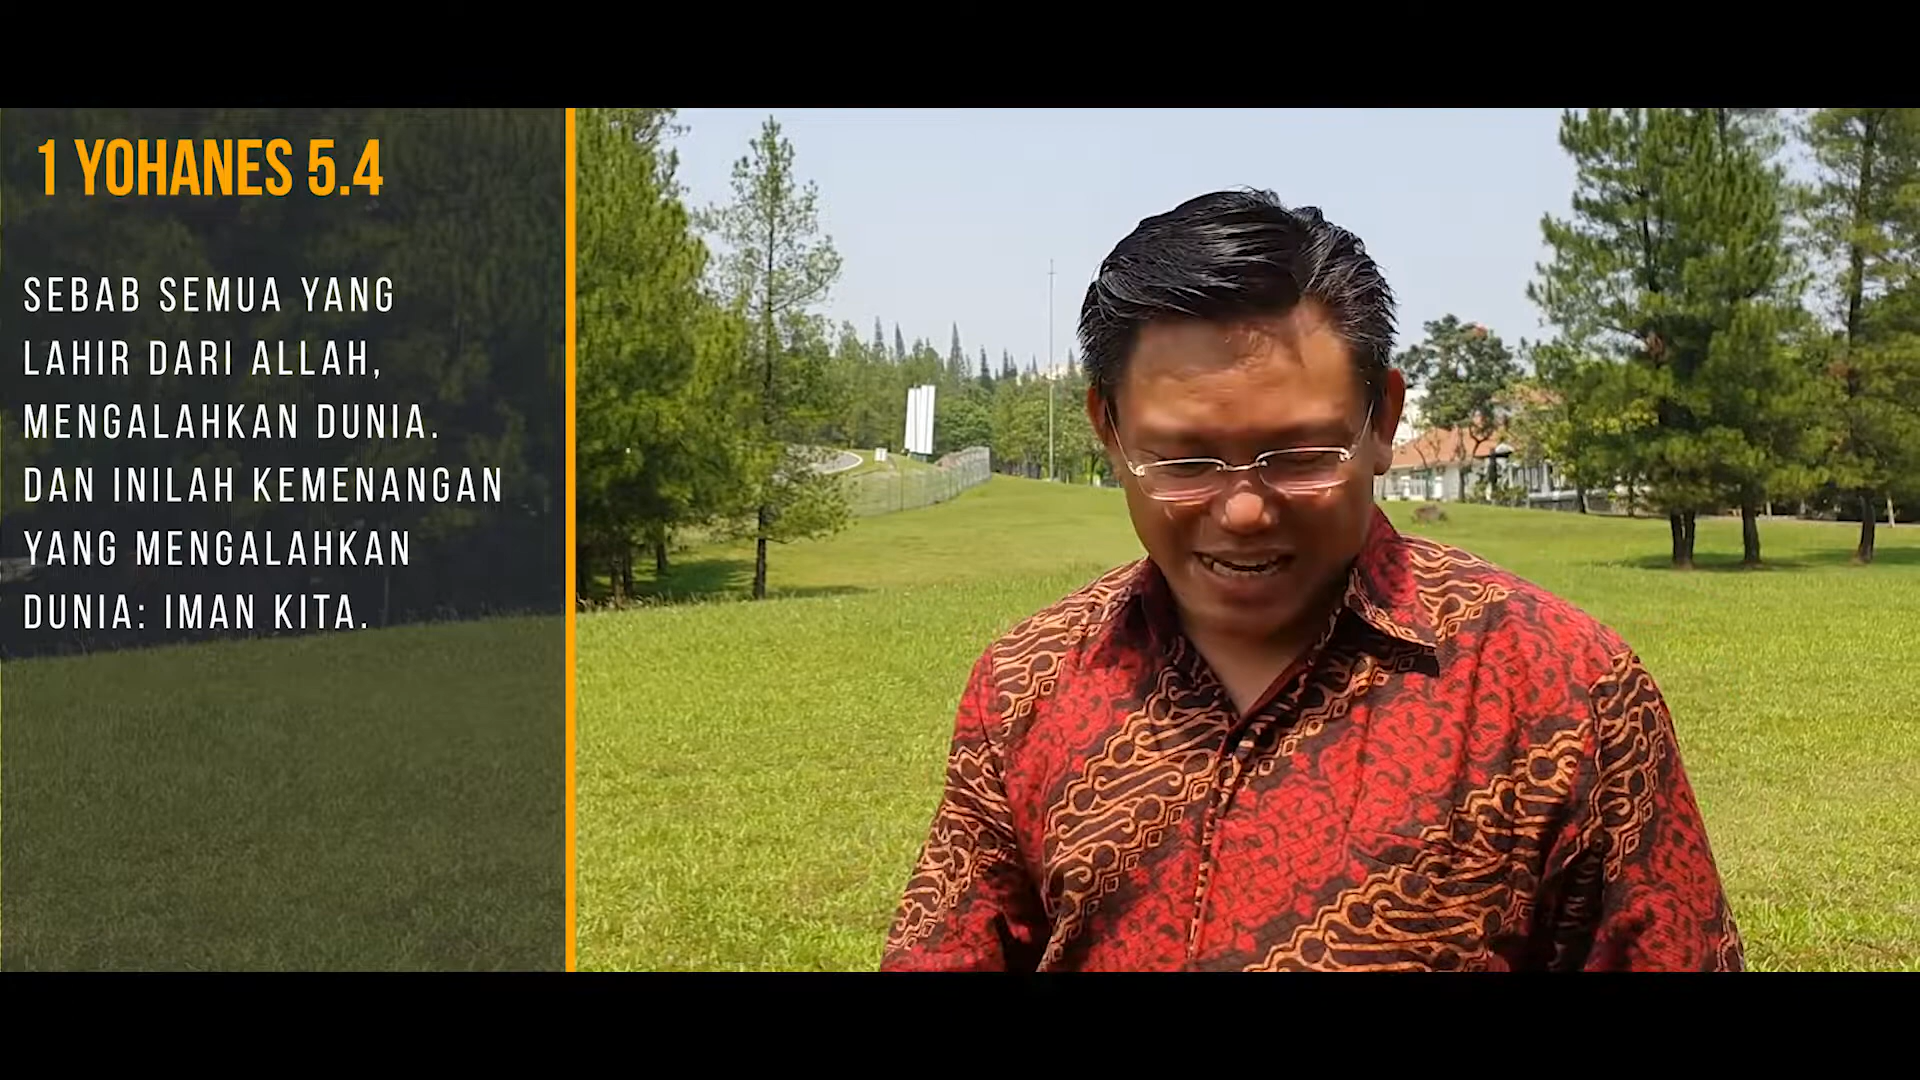 1 YOHANES 5.4
SEBAB SEMUA YANG
LAHIR DARI ALLAH,
MENGALAHKAN DUNIA.
DAN INILAH KEMENANGAN
YANG MENGALAHKAN
DUNIA: IMAN KITA.